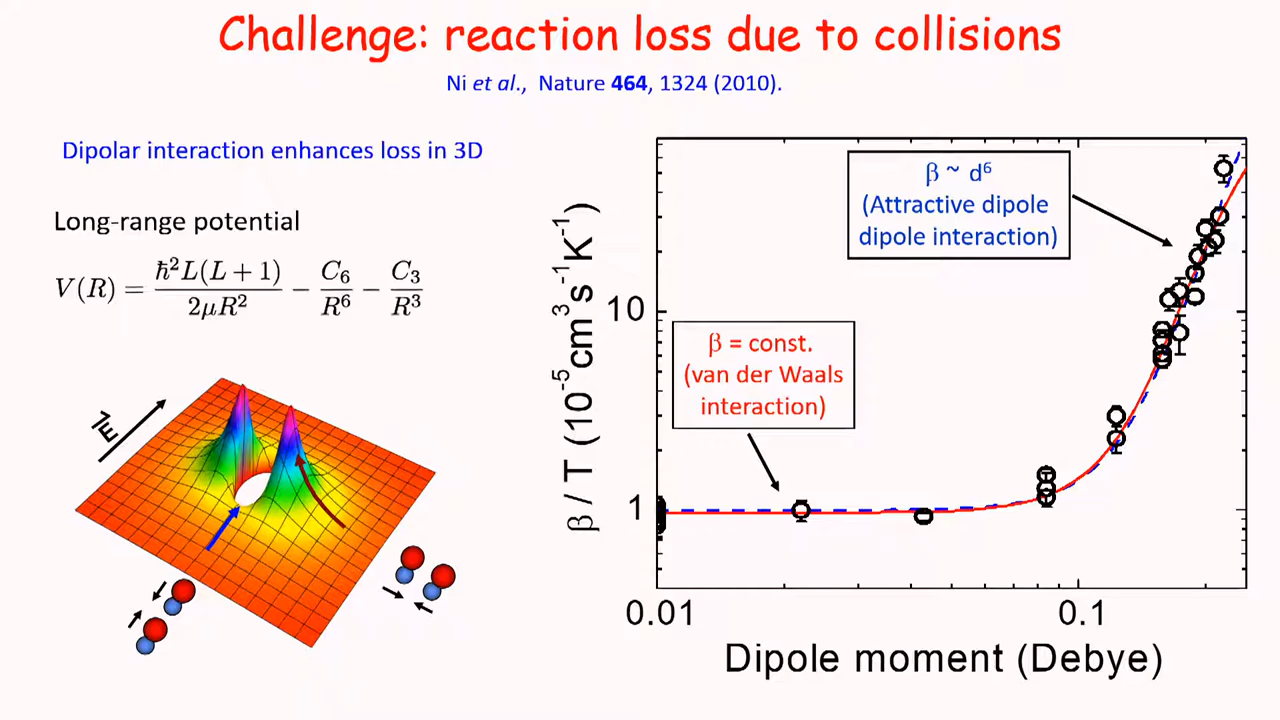 Challenge: reaction loss due to collisions
Ni et al., Nature 464, 1324 (2010).
Dipolar interaction enhances loss in 3D
Long-range potential
V(R) = ħ²L(L + 1) / 2μR² − C₆ / R⁶ − C₃ / R³
E⃗
β / T (10⁻⁵cm³s⁻¹K⁻¹)
10
1
β ~ d⁶
(Attractive dipole
dipole interaction)
β = const.
(van der Waals
interaction)
0.01
0.1
Dipole moment (Debye)